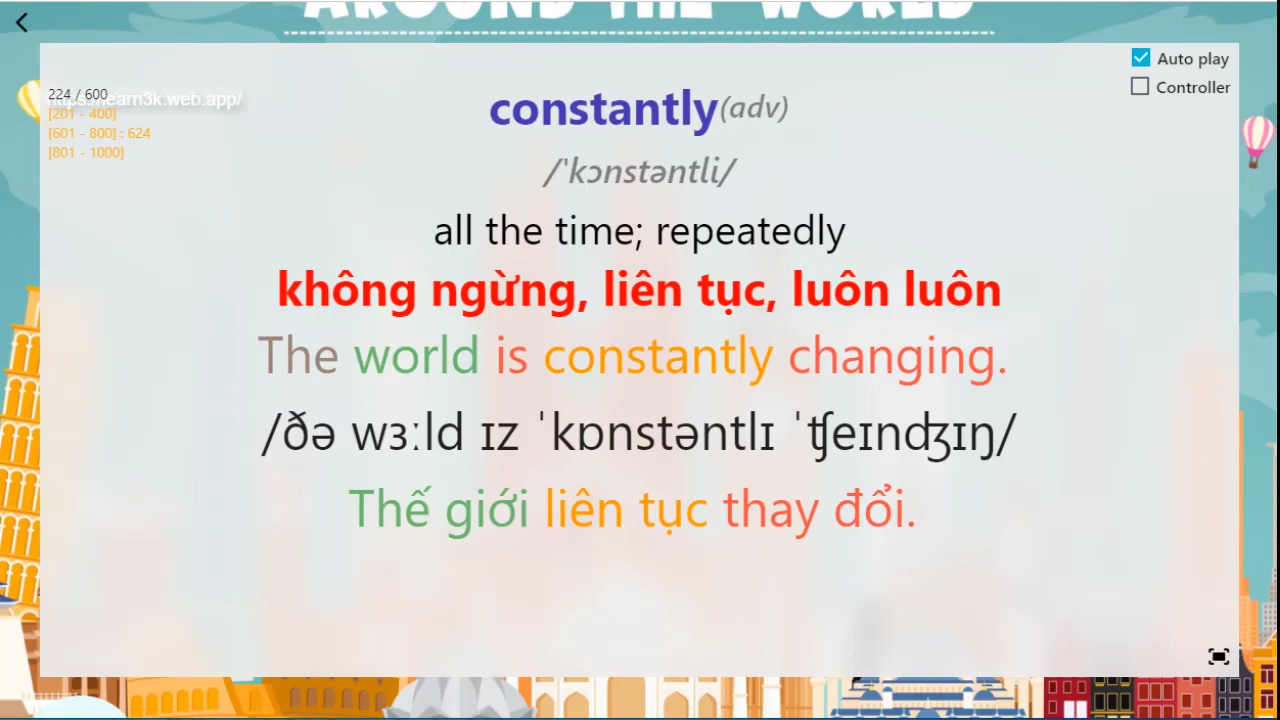 AROUND THE WORLD
Auto play
Controller
224 / 600
https://learn3k.web.app/
[201 - 400]
[601 - 800] : 624
[801 - 1000]
constantly(adv)
/'kɔnstəntli/
all the time; repeatedly
không ngừng, liên tục, luôn luôn
The world is constantly changing.
/ðə wɜːld ɪz ˈkɒnstəntlɪ ˈʧeɪnʤɪŋ/
Thế giới liên tục thay đổi.